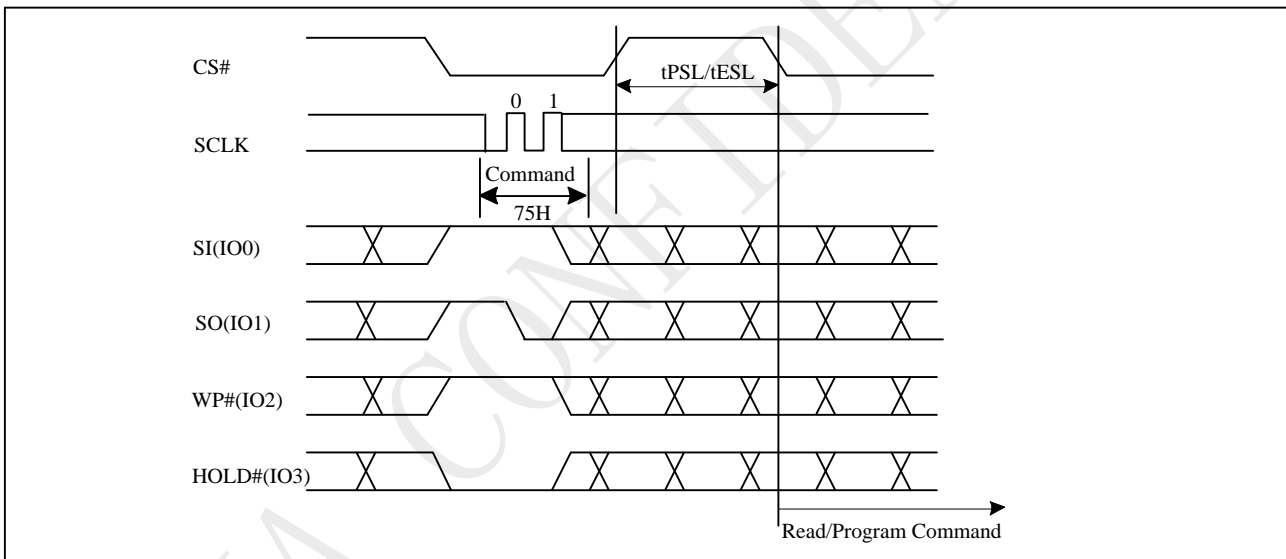 CS#
tPSL/tESL
0 1
SCLK
Command
75H
SI(IO0)
SO(IO1)
WP#(IO2)
HOLD#(IO3)
Read/Program Command
CONFIDE